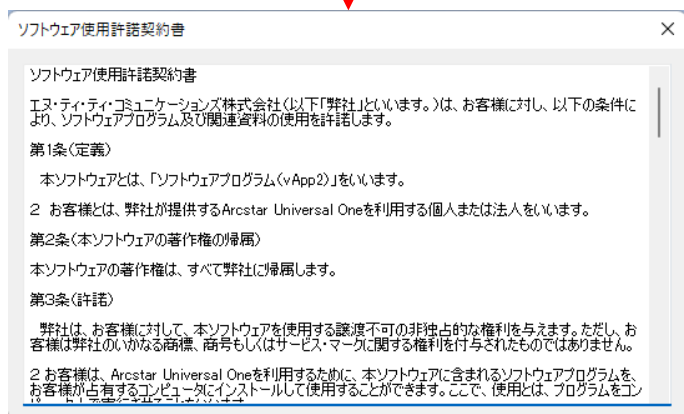 ソフトウェア使用許諾契約書
ソフトウェア使用許諾契約書
エヌ・ティ・ティ・コミュニケーションズ株式会社(以下「弊社」といいます。)は、お客様に対し、以下の条件に
より、ソフトウェアプログラム及び関連資料の使用を許諾します。
第1条(定義)
本ソフトウェアとは、「ソフトウェアプログラム(vApp2)」をいいます。
2 お客様とは、弊社が提供するArcstar Universal Oneを利用する個人または法人をいいます。
第2条(本ソフトウェアの著作権の帰属)
本ソフトウェアの著作権は、すべて弊社に帰属します。
第3条(許諾)
弊社は、お客様に対して、本ソフトウェアを使用する譲渡不可の非独占的な権利を与えます。ただし、お
客様は弊社のいかなる商標、商号もしくはサービス・マークに関する権利を付与されたものではありません。
2 お客様は、Arcstar Universal Oneを利用するために、本ソフトウェアに含まれるソフトウェアプログラムを、
お客様が占有するコンピュータにインストールして使用することができます。ここで、使用とは、プログラムをコン